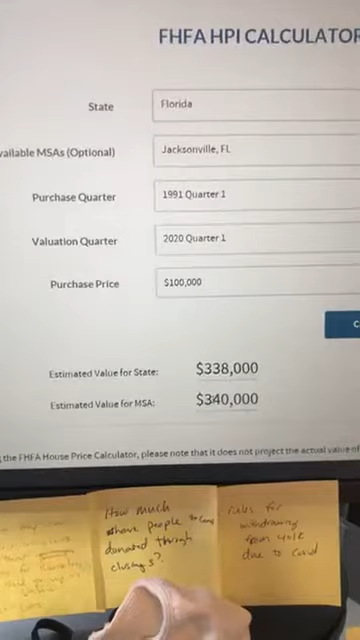 FHFA HPI CALCULATOR
State
Florida
vailable MSAs (Optional)
Jacksonville, FL
Purchase Quarter
1991 Quarter 1
Valuation Quarter
2020 Quarter 1
Purchase Price
$100,000
C
Estimated Value for State:
$338,000
Estimated Value for MSA:
$340,000
the FHFA House Price Calculator, please note that it does not project the actual value of
How much
have people
donated through
closings?
rules for
withdrawing
from 401k
due to covid